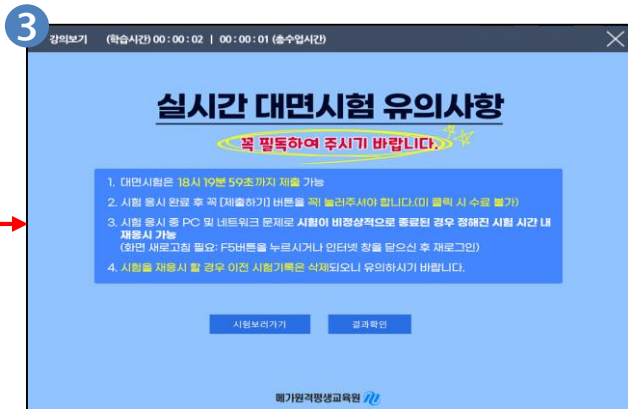 3
강의보기 (학습시간) 00 : 00 : 02 | 00 : 00 : 01 (총수업시간)
실시간 대면시험 유의사항
꼭 필독하여 주시기 바랍니다.
1. 대면시험은 18시 19분 59초까지 제출 가능
2. 시험 응시 완료 후 꼭 [제출하기] 버튼을 꼭! 눌러주셔야 합니다.(미 클릭 시 수료 불가)
3. 시험 응시 중 PC 및 네트워크 문제로 시험이 비정상적으로 종료된 경우 정해진 시험 시간 내
재응시 가능
(화면 새로고침 필요: F5버튼을 누르시거나 인터넷 창을 닫으신 후 재로그인)
4. 시험을 재응시 할 경우 이전 시험기록은 삭제되오니 유의하시기 바랍니다.
시험보러가기 결과확인
메가원격평생교육원